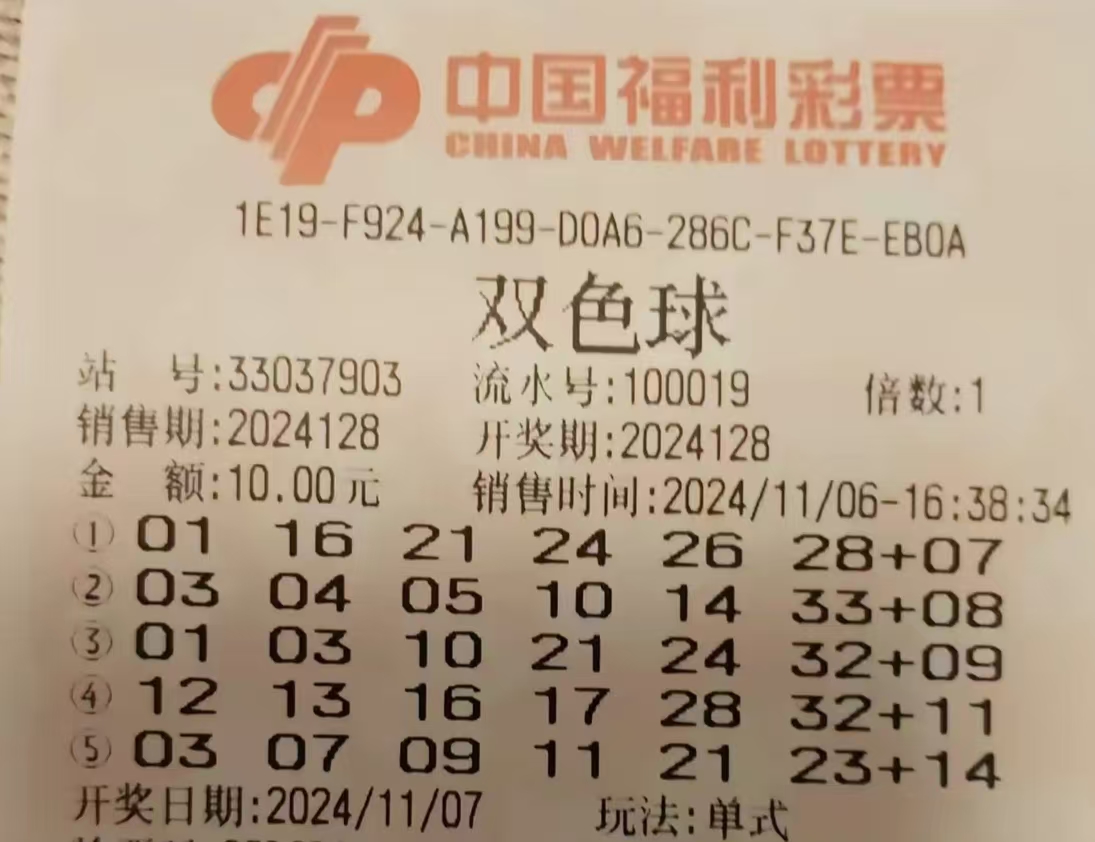 中国福利彩票
CHINA WELFARE LOTTERY
1E19-F924-A199-D0A6-286C-F37E-EB0A
双色球
站 号:33037903 流水号:100019 倍数:1
销售期:2024128 开奖期:2024128
金 额:10.00元 销售时间:2024/11/06-16:38:34
① 01 16 21 24 26 28+07
② 03 04 05 10 14 33+08
③ 01 03 10 21 24 32+09
④ 12 13 16 17 28 32+11
⑤ 03 07 09 11 21 23+14
开奖日期:2024/11/07 玩法:单式